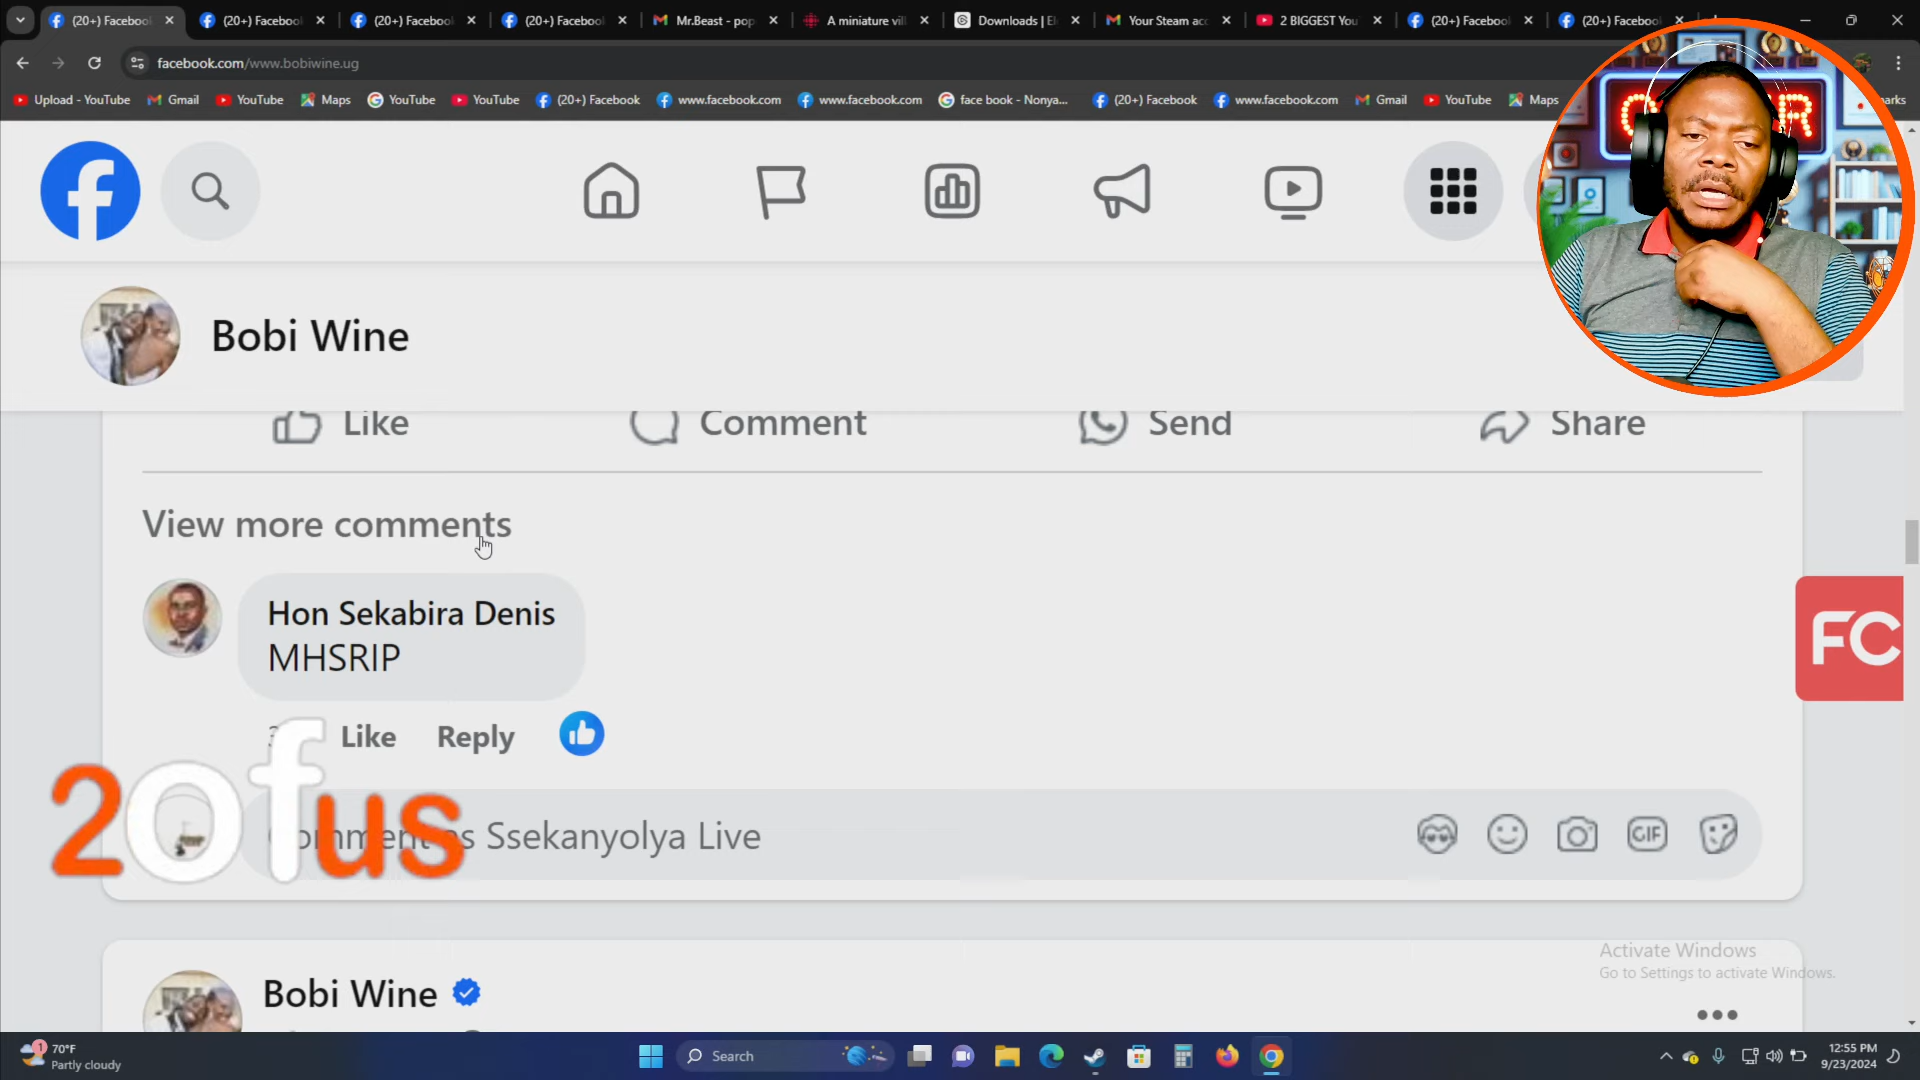 (20+) Facebook
(20+) Facebook
(20+) Facebook
(20+) Facebook
Mr.Beast - pop
A miniature vil
Downloads | El
Your Steam acc
2 BIGGEST You
(20+) Facebook
(20+) Facebook
facebook.com/www.bobiwine.ug
Upload - YouTube
Gmail
YouTube
Maps
YouTube
YouTube
(20+) Facebook
www.facebook.com
www.facebook.com
face book - Nonya...
(20+) Facebook
www.facebook.com
Gmail
YouTube
Maps
Bobi Wine
Like
Comment
Send
Share
View more comments
Hon Sekabira Denis
MHSRIP
Like
Reply
FC
2ofus
Ssekanyolya Live
GIF
Bobi Wine
Activate Windows
Go to Settings to activate Windows.
1
70°F
Partly cloudy
Search
12:55 PM
9/23/2024